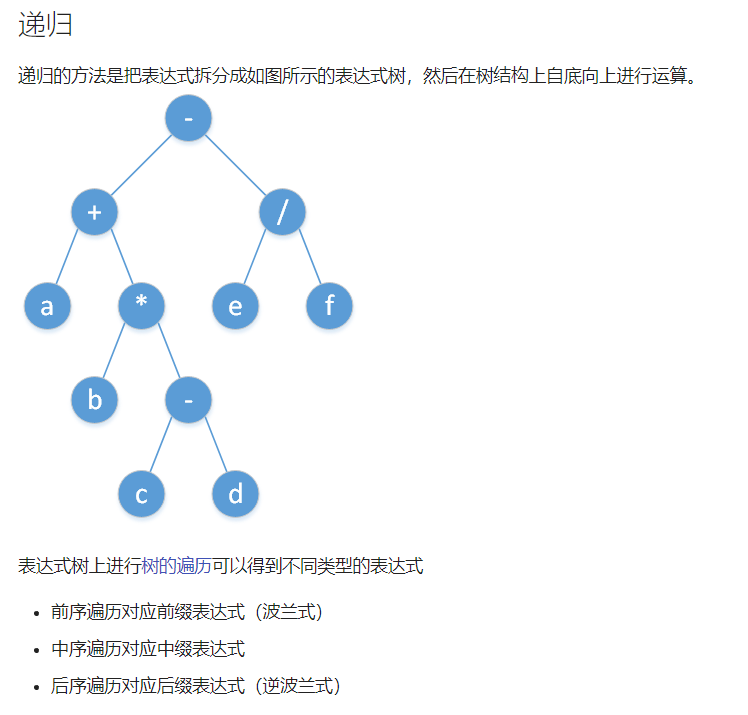 递归
递归的方法是把表达式拆分成如图所示的表达式树，然后在树结构上自底向上进行运算。
-
+ /
a * e f
b -
c d
表达式树上进行树的遍历可以得到不同类型的表达式
• 前序遍历对应前缀表达式（波兰式）
• 中序遍历对应中缀表达式
• 后序遍历对应后缀表达式（逆波兰式）